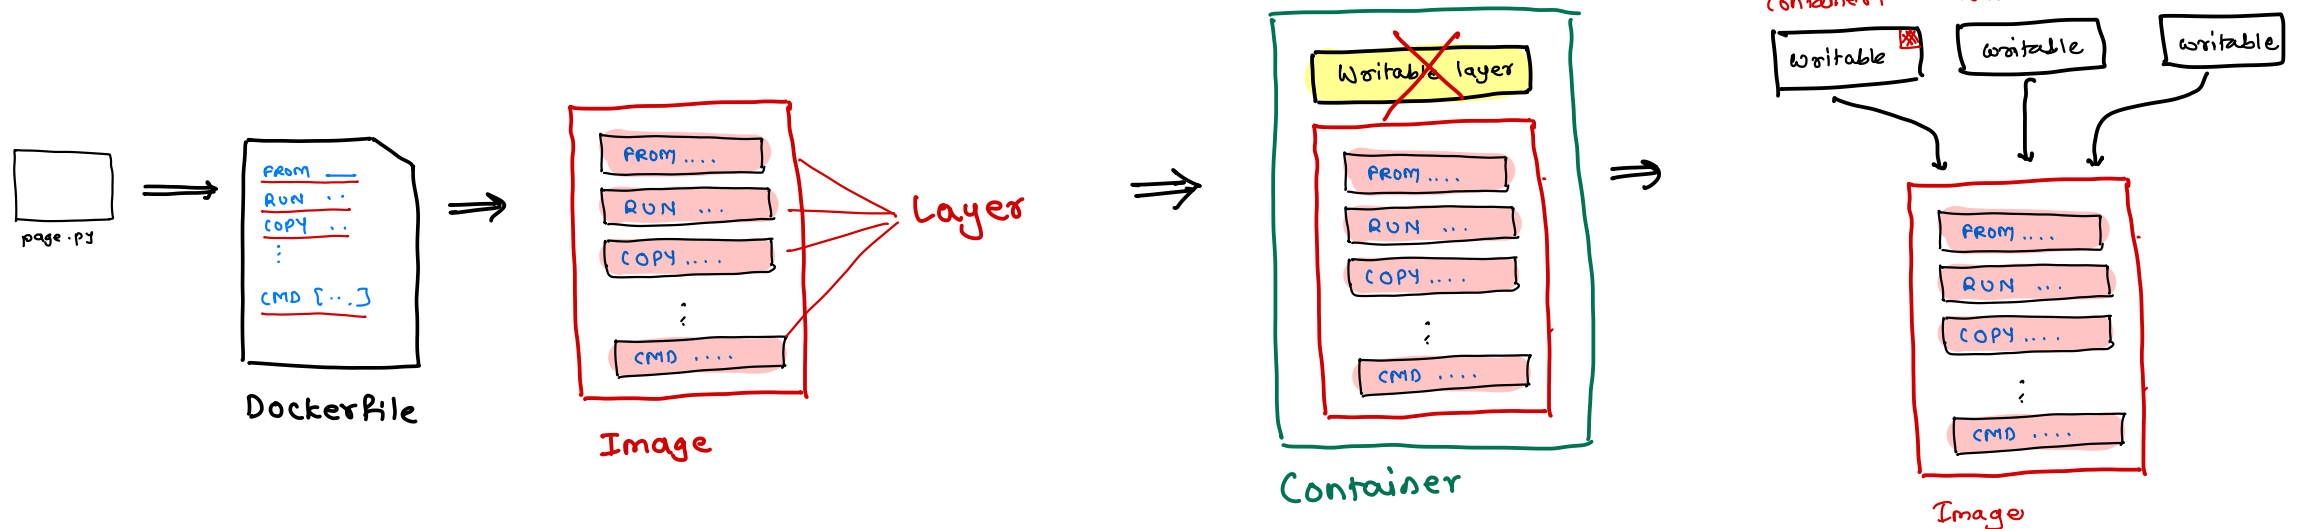 page.py
FROM __
RUN ..
COPY ..
CMD [...]
Dockerfile
FROM ....
RUN ...
COPY ....
CMD ....
Image
Layer
Writable layer
FROM ....
RUN ...
COPY ....
CMD ....
Container
writable
writable
writable
FROM ....
RUN ...
COPY ....
CMD ....
Image